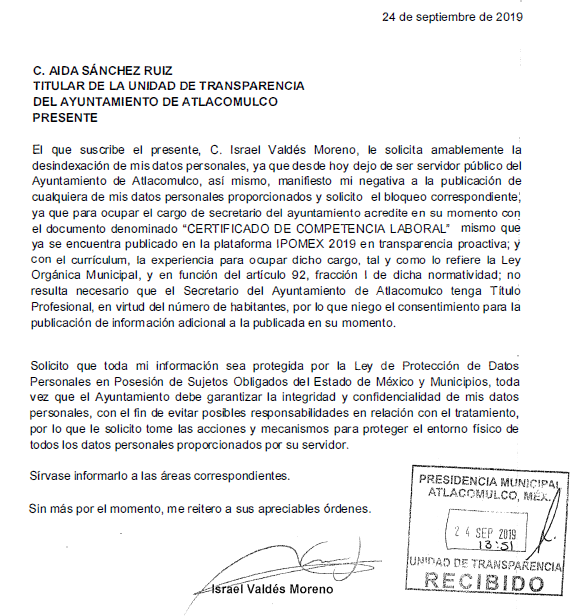 24 de septiembre de 2019
C. AIDA SÁNCHEZ RUIZ
TITULAR DE LA UNIDAD DE TRANSPARENCIA
DEL AYUNTAMIENTO DE ATLACOMULCO
PRESENTE
El que suscribe el presente, C. Israel Valdés Moreno, le solicita amablemente la
desindexación de mis datos personales, ya que desde hoy dejo de ser servidor público del
Ayuntamiento de Atlacomulco, así mismo, manifiesto mi negativa a la publicación de
cualquiera de mis datos personales proporcionados y solicitó el bloqueo correspondiente;
ya que para ocupar el cargo de secretario del ayuntamiento acredite en su momento con
el documento denominado "CERTIFICADO DE COMPETENCIA LABORAL" mismo que
ya se encuentra publicado en la plataforma IPOMEX 2019 en transparencia proactiva; y
con el currículum, la experiencia para ocupar dicho cargo, tal y como lo refiere la Ley
Orgánica Municipal, y en función del artículo 92, fracción I de dicha normatividad; no
resulta necesario que el Secretario del Ayuntamiento de Atlacomulco tenga Título
Profesional, en virtud del número de habitantes, por lo que niego el consentimiento para la
publicación de información adicional a la publicada en su momento.
Solicito que toda mi información sea protegida por la Ley de Protección de Datos
Personales en Posesión de Sujetos Obligados del Estado de México y Municipios, toda
vez que el Ayuntamiento debe garantizar la integridad y confidencialidad de mis datos
personales, con el fin de evitar posibles responsabilidades en relación con el tratamiento,
por lo que le solicito tome las acciones y mecanismos para proteger el entorno físico de
todos los datos personales proporcionados por su servidor.
Sírvase informarlo a las áreas correspondientes.
Sin más por el momento, me reitero a sus apreciables órdenes.
Israel Valdés Moreno
PRESIDENCIA MUNICIPAL
ATLACOMULCO, MÉX.
24 SEP 2019
13:51
UNIDAD DE TRANSPARENCIA
RECIBIDO